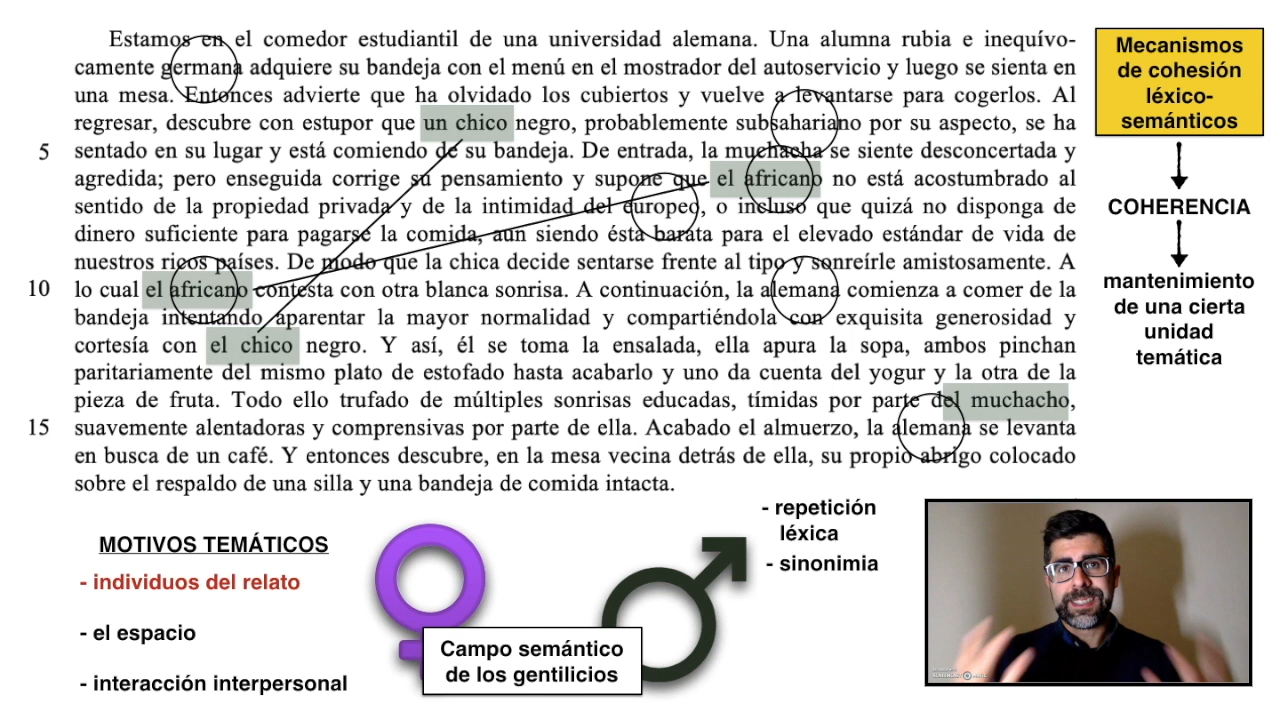 Estamos en el comedor estudiantil de una universidad alemana. Una alumna rubia e inequívo-
camente germana adquiere su bandeja con el menú en el mostrador del autoservicio y luego se sienta en
una mesa. Entonces advierte que ha olvidado los cubiertos y vuelve a levantarse para cogerlos. Al
regresar, descubre con estupor que un chico negro, probablemente subsahariano por su aspecto, se ha
5 sentado en su lugar y está comiendo de su bandeja. De entrada, la muchacha se siente desconcertada y
agredida; pero enseguida corrige su pensamiento y supone que el africano no está acostumbrado al
sentido de la propiedad privada y de la intimidad del europeo, o incluso que quizá no disponga de
dinero suficiente para pagarse la comida, aun siendo ésta barata para el elevado estándar de vida de
nuestros ricos países. De modo que la chica decide sentarse frente al tipo y sonreírle amistosamente. A
10 lo cual el africano contesta con otra blanca sonrisa. A continuación, la alemana comienza a comer de la
bandeja intentando aparentar la mayor normalidad y compartiéndola con exquisita generosidad y
cortesía con el chico negro. Y así, él se toma la ensalada, ella apura la sopa, ambos pinchan
paritariamente del mismo plato de estofado hasta acabarlo y uno da cuenta del yogur y la otra de la
pieza de fruta. Todo ello trufado de múltiples sonrisas educadas, tímidas por parte del muchacho,
15 suavemente alentadoras y comprensivas por parte de ella. Acabado el almuerzo, la alemana se levanta
en busca de un café. Y entonces descubre, en la mesa vecina detrás de ella, su propio abrigo colocado
sobre el respaldo de una silla y una bandeja de comida intacta.
Mecanismos
de cohesión
léxico-
semánticos
COHERENCIA
mantenimiento
de una cierta
unidad
temática
MOTIVOS TEMÁTICOS
- individuos del relato
- el espacio
- interacción interpersonal
Campo semántico
de los gentilicios
- repetición
léxica
- sinonimia